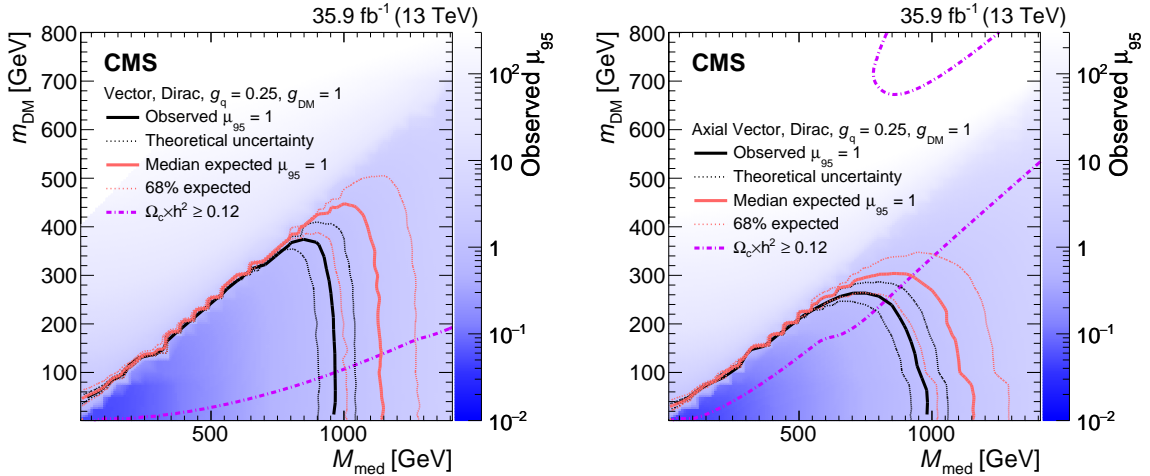 35.9 fb⁻¹ (13 TeV)
CMS
Vector, Dirac, g_q = 0.25, g_DM = 1
Observed μ_95 = 1
Theoretical uncertainty
Median expected μ_95 = 1
68% expected
Ω_c×h² ≥ 0.12
m_DM [GeV]
800
700
600
500
400
300
200
100
500
1000
M_med [GeV]
Observed μ_95
10²
10
1
10⁻¹
10⁻²
35.9 fb⁻¹ (13 TeV)
CMS
Axial Vector, Dirac, g_q = 0.25, g_DM = 1
Observed μ_95 = 1
Theoretical uncertainty
Median expected μ_95 = 1
68% expected
Ω_c×h² ≥ 0.12
m_DM [GeV]
800
700
600
500
400
300
200
100
500
1000
M_med [GeV]
Observed μ_95
10²
10
1
10⁻¹
10⁻²